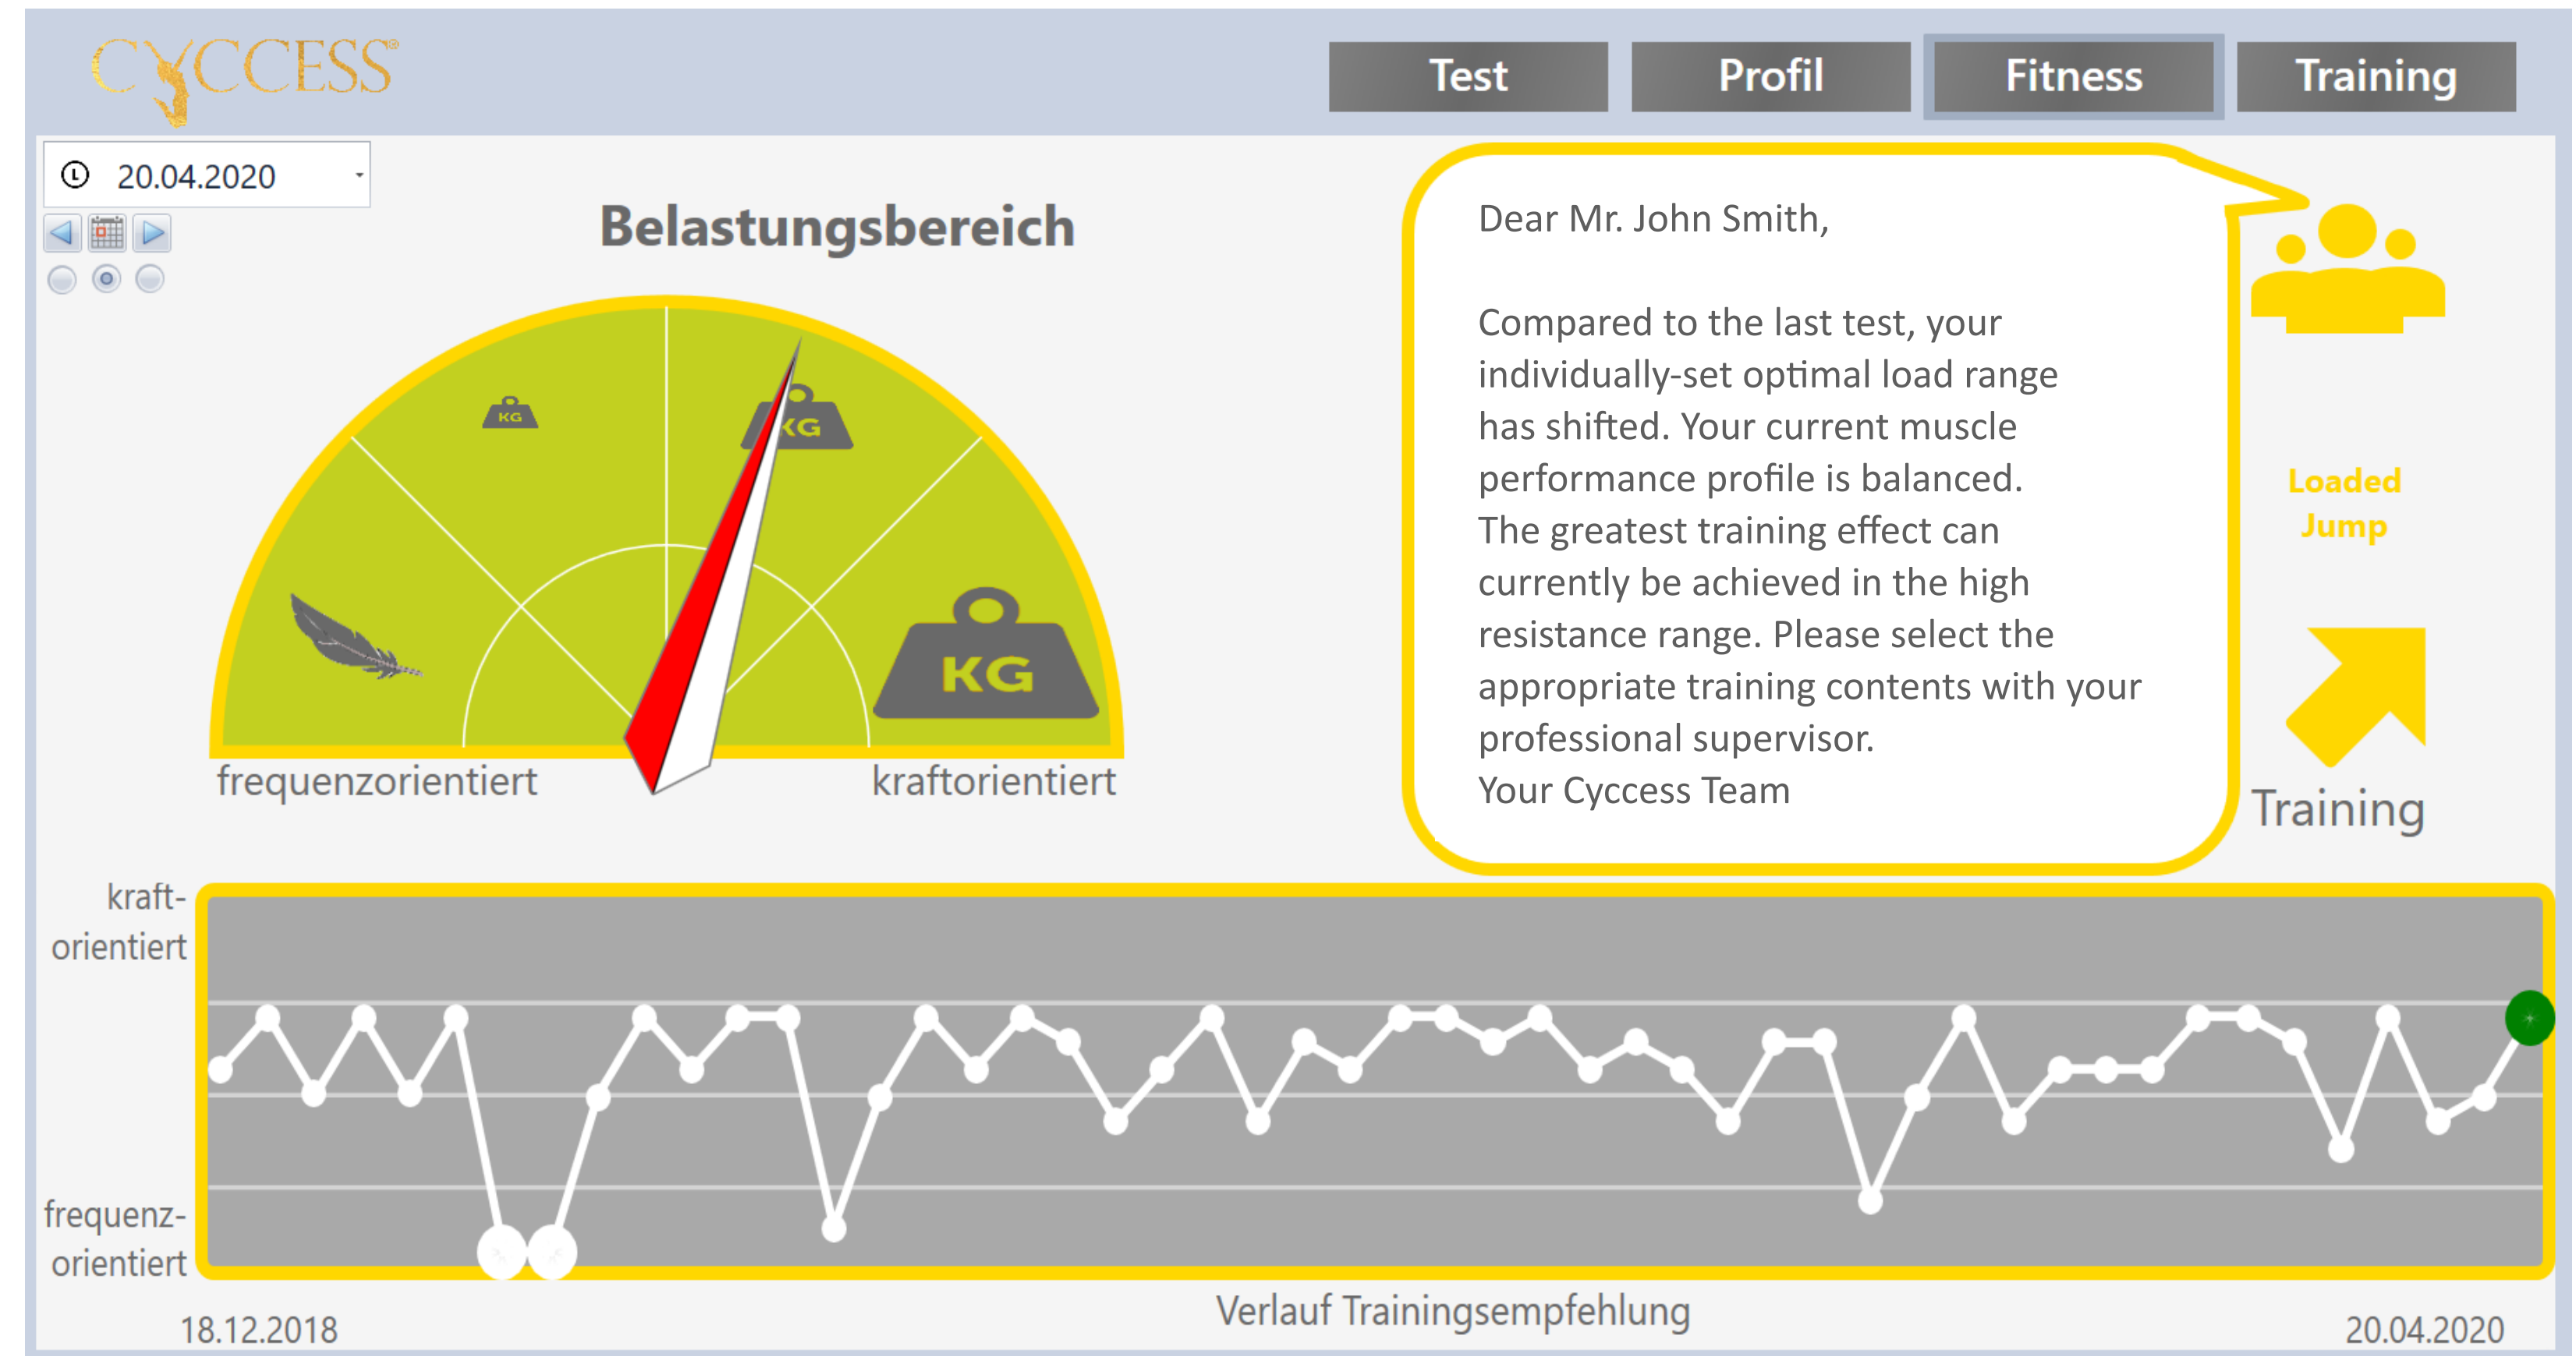 CYCCESS®
Test
Profil
Fitness
Training
20.04.2020
Belastungsbereich
KG
KG
KG
frequenzorientiert
kraftorientiert
Dear Mr. John Smith,
Compared to the last test, your
individually-set optimal load range
has shifted. Your current muscle
performance profile is balanced.
The greatest training effect can
currently be achieved in the high
resistance range. Please select the
appropriate training contents with your
professional supervisor.
Your Cyccess Team
Loaded
Jump
Training
kraft-
orientiert
frequenz-
orientiert
18.12.2018
Verlauf Trainingsempfehlung
20.04.2020